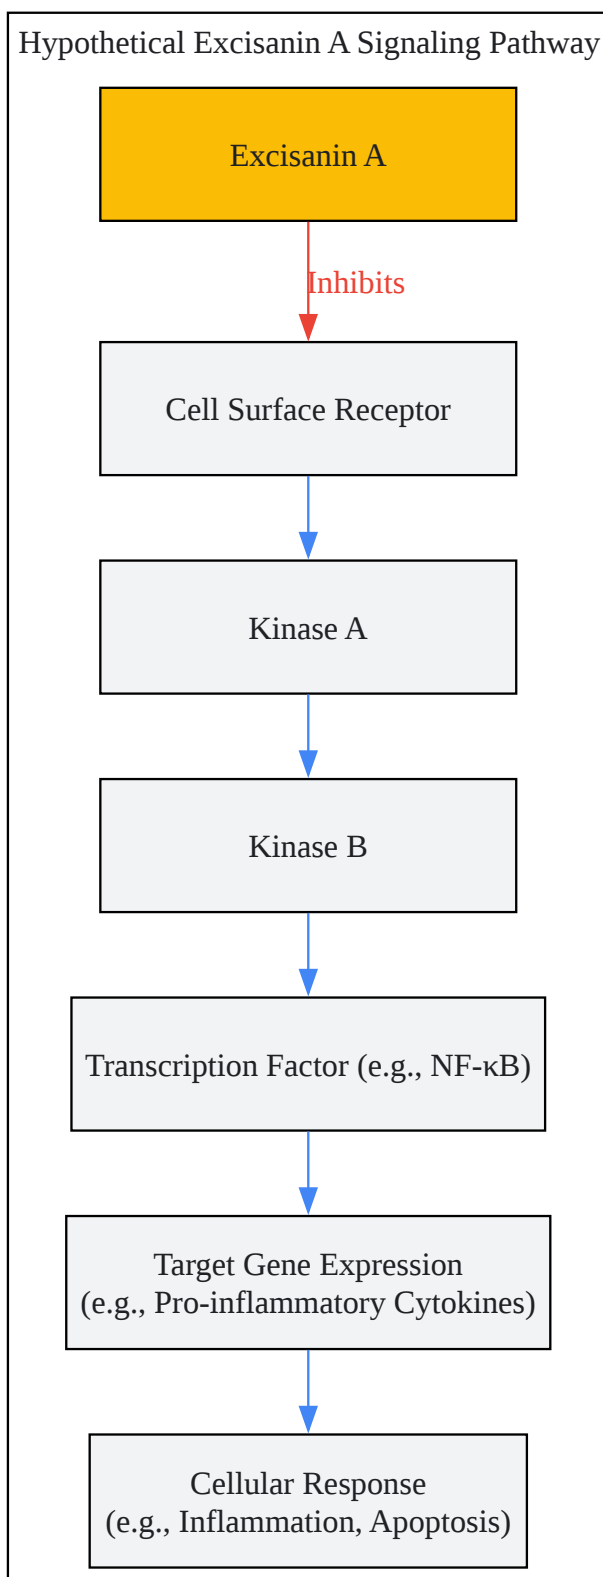 Hypothetical Excisanin A Signaling Pathway
Excisanin A
Inhibits
Cell Surface Receptor
Kinase A
Kinase B
Transcription Factor (e.g., NF-κB)
Target Gene Expression
(e.g., Pro-inflammatory Cytokines)
Cellular Response
(e.g., Inflammation, Apoptosis)